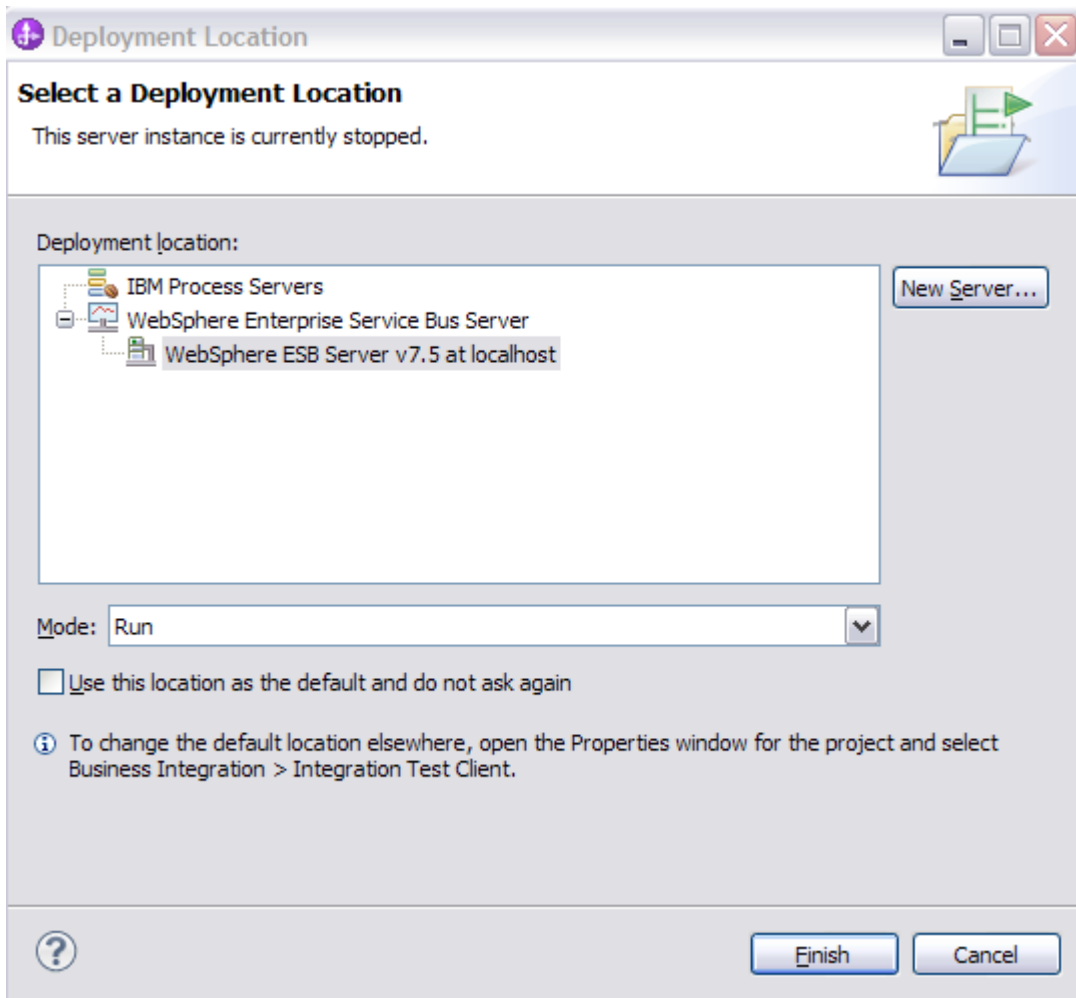 Deployment Location
Select a Deployment Location
This server instance is currently stopped.
Deployment location:
IBM Process Servers
WebSphere Enterprise Service Bus Server
WebSphere ESB Server v7.5 at localhost
New Server...
Mode: Run
Use this location as the default and do not ask again
To change the default location elsewhere, open the Properties window for the project and select
Business Integration > Integration Test Client.
? Finish Cancel